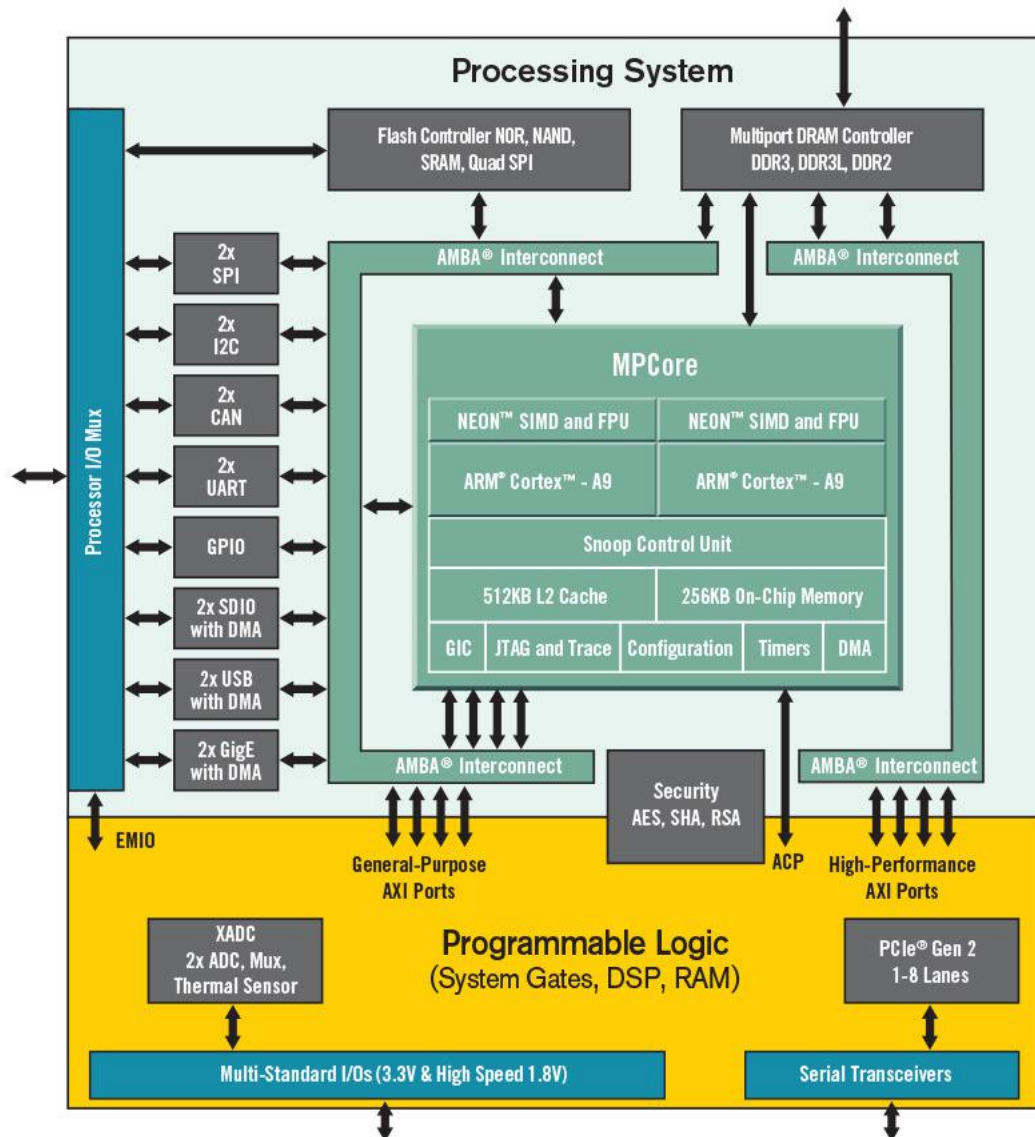 Processing System
Flash Controller NOR, NAND,
SRAM, Quad SPI
Multiport DRAM Controller
DDR3, DDR3L, DDR2
AMBA® Interconnect
AMBA® Interconnect
Processor I/O Mux
2x
SPI
2x
I2C
2x
CAN
2x
UART
GPIO
2x SDIO
with DMA
2x USB
with DMA
2x GigE
with DMA
MPCore
NEON™ SIMD and FPU
NEON™ SIMD and FPU
ARM® Cortex™ - A9
ARM® Cortex™ - A9
Snoop Control Unit
512KB L2 Cache
256KB On-Chip Memory
GIC
JTAG and Trace
Configuration
Timers
DMA
AMBA® Interconnect
AMBA® Interconnect
Security
AES, SHA, RSA
EMIO
General-Purpose
AXI Ports
ACP
High-Performance
AXI Ports
XADC
2x ADC, Mux,
Thermal Sensor
Programmable Logic
(System Gates, DSP, RAM)
PCIe® Gen 2
1-8 Lanes
Multi-Standard I/Os (3.3V & High Speed 1.8V)
Serial Transceivers